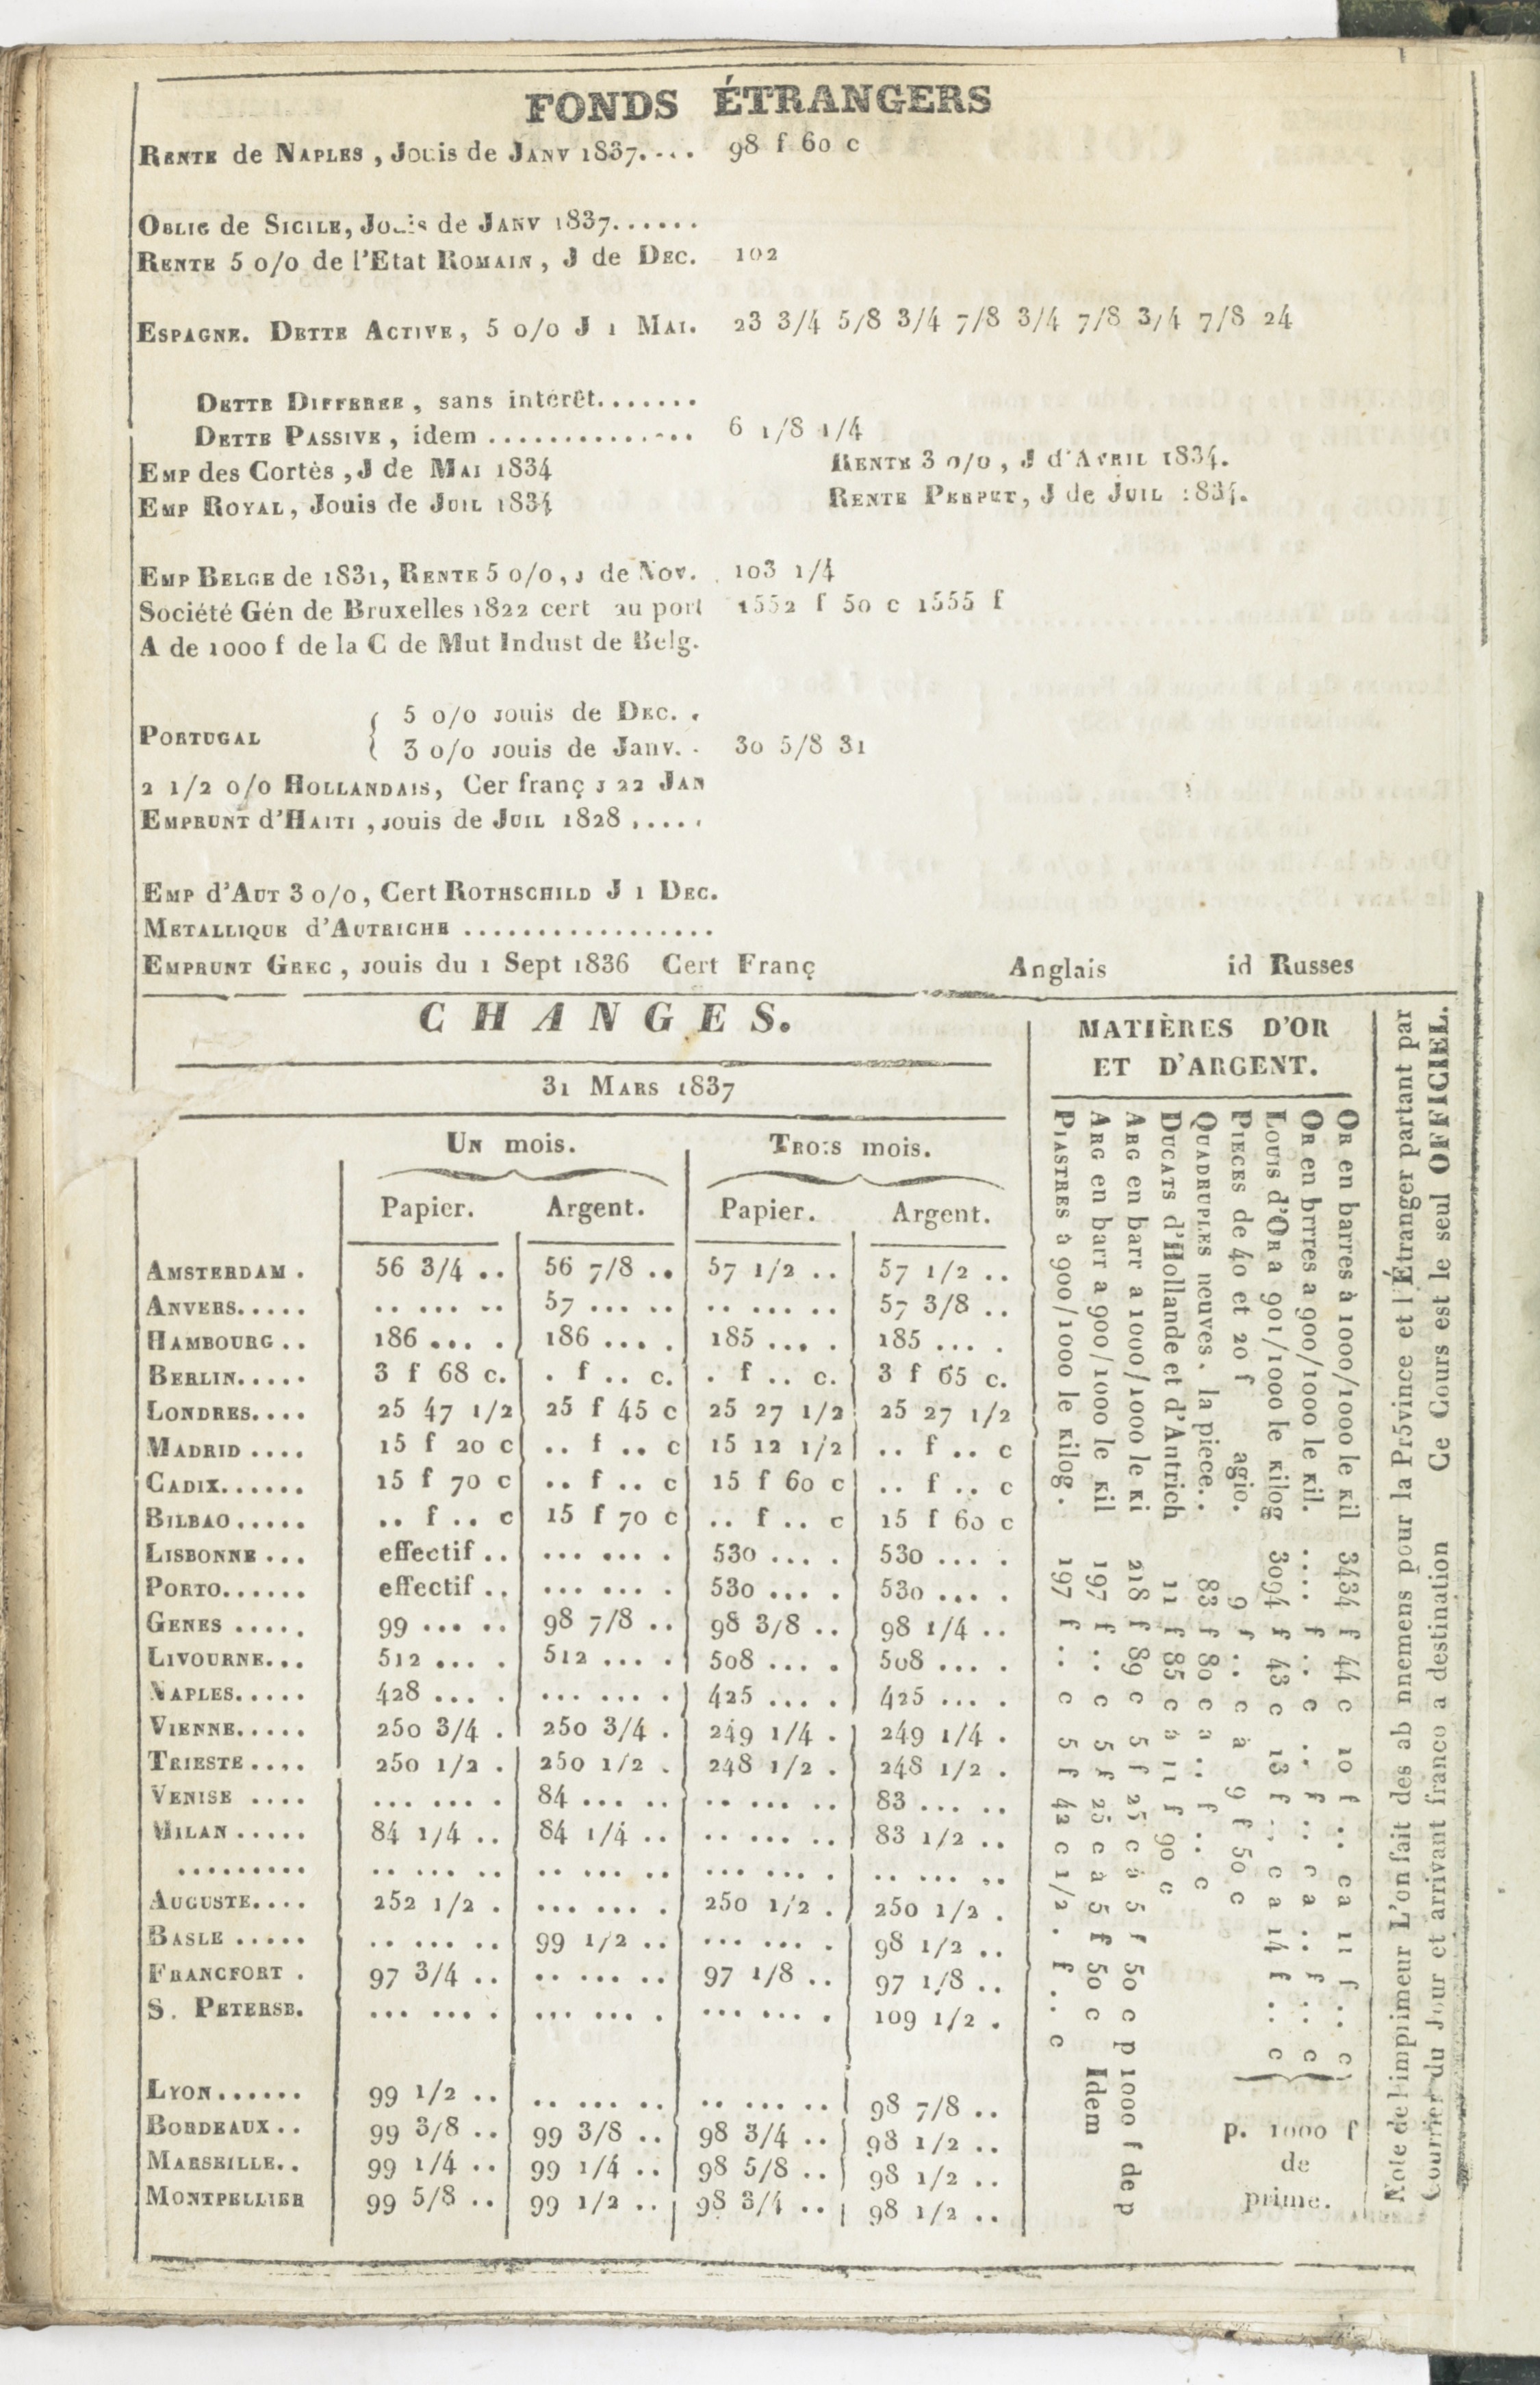 FONDS ÉTRANGERS
RENTE de NAPLES , Jouis de JANV 1837.... 98 f 60 c
OBLIG de SICILE, Jouis de JANV 1837......
RENTE 5 0/0 de l'Etat ROMAIN , J de DEC. 102
ESPAGNE. DETTE ACTIVE, 5 0/0 J 1 MAI. 23 3/4 5/8 3/4 7/8 3/4 7/8 3/4 7/8 24
DETTE DIFFEREE , sans intérêt.......
DETTE PASSIVE , idem .............. 6 1/8 1/4
EMP des Cortès , J de MAI 1834 RENTE 3 0/0 , J d'AVRIL 1834.
EMP ROYAL, Jouis de JUIL 1834 RENTE PERPET, J de JUIL 1834.
EMP BELGE de 1831, RENTE 5 0/0, J de Nov. 103 1/4
Société Gén de Bruxelles 1822 cert au port 1552 f 50 c 1555 f
A de 1000 f de la C de Mut Indust de Belg.
PORTUGAL { 5 0/0 jouis de DEC. .
{ 3 0/0 jouis de Janv. . 30 5/8 31
2 1/2 0/0 HOLLANDAIS, Cer franç J 22 JAN
EMPRUNT d'HAITI , jouis de JUIL 1828 .....
EMP d'AUT 3 0/0, Cert ROTHSCHILD J 1 DEC.
METALLIQUE d'AUTRICHE .................
EMPRUNT GREC , jouis du 1 Sept 1836 Cert Franç Anglais id Russes
CHANGES.
31 MARS 1837
UN mois. TROIS mois.
Papier. Argent. Papier. Argent.
AMSTERDAM . 56 3/4 .. 56 7/8 .. 57 1/2 .. 57 1/2 ..
ANVERS..... .. ... .. 57 ... .. .. ... .. 57 3/8 ..
HAMBOURG .. 186 ... . 186 ... . 185 ... . 185 ... .
BERLIN..... 3 f 68 c. . f .. c. . f .. c. 3 f 65 c.
LONDRES.... 25 47 1/2 25 f 45 c 25 27 1/2 25 27 1/2
MADRID .... 15 f 20 c .. f .. c 15 12 1/2 .. f .. c
CADIX...... 15 f 70 c .. f .. c 15 f 60 c .. f .. c
BILBAO ..... .. f .. c 15 f 70 c .. f .. c 15 f 60 c
LISBONNE ... effectif .. ... ... . 530 ... . 530 ... .
PORTO...... effectif .. ... ... . 530 ... . 530 ... .
GENES ..... 99 ... .. 98 7/8 .. 98 3/8 .. 98 1/4 ..
LIVOURNE... 512 ... . 512 ... . 508 ... . 508 ... .
NAPLES..... 428 ... . ... ... . 425 ... . 425 ... .
VIENNE..... 250 3/4 . 250 3/4 . 249 1/4 . 249 1/4 .
TRIESTE .... 250 1/2 . 250 1/2 . 248 1/2 . 248 1/2 .
VENISE .... ... ... . 84 ... .. .. ... .. 83 ... ..
MILAN ..... 84 1/4 .. 84 1/4 .. .. ... .. 83 1/2 ..
......... .. ... .. .. ... .. ... ... . .. ... ..
AUGUSTE.... 252 1/2 . ... ... . 250 1/2 . 250 1/2 .
BASLE ..... .. ... .. 99 1/2 .. ... ... . 98 1/2 ..
FRANCFORT . 97 3/4 .. .. ... .. 97 1/8 .. 97 1/8 ..
S. PETERSB. ... ... . ... ... . ... ... . 109 1/2 .
LYON...... 99 1/2 .. .. ... .. .. ... .. 98 7/8 ..
BORDEAUX .. 99 3/8 .. 99 3/8 .. 98 3/4 .. 98 1/2 ..
MARSEILLE.. 99 1/4 .. 99 1/4 .. 98 5/8 .. 98 1/2 ..
MONTPELLIER 99 5/8 .. 99 1/2 .. 98 3/4 .. 98 1/2 ..
MATIÈRES D'OR
ET D'ARGENT.
OR en barres à 1000/1000 le Kil 3434 f 44 c 10 f .. c a 11 f .. c
OR en brrres a 900/1000 le Kil. .... f .. c .. f .. c a .. f .. c
LOUIS d'OR a 901/1000 le Kilog 3094 f 43 c 13 f .. c a 14 f .. c
PIECES de 40 et 20 f agio. 9 f .. c à 9 f 50 c
QUADRUPLES neuves . la piece. . 83 f 80 c a .. f .. c
DUCATS d'Hollande et d'Antrich 11 f 85 c à 11 f 90 c
ARG en barr a 1000/1000 le Ki 218 f 89 c 5 f 25 c à 5 f 50 c p 1000 f de p
ARG en barr a 900/1000 le Kil 197 f .. c 5 f 25 c à 5 f 50 c Idem
PIASTRES à 900/1000 le Kilog . 197 f .. c 5 f 42 c 1/2 . f .. c
p. 1000 f
de
prime.
Note de l'imprimeur L'on fait des ab nnemens pour la Pr5vince et l'Étranger partant par
Courrier du Jour et arrivant franco a destination Ce Cours est le seul OFFICIEL.